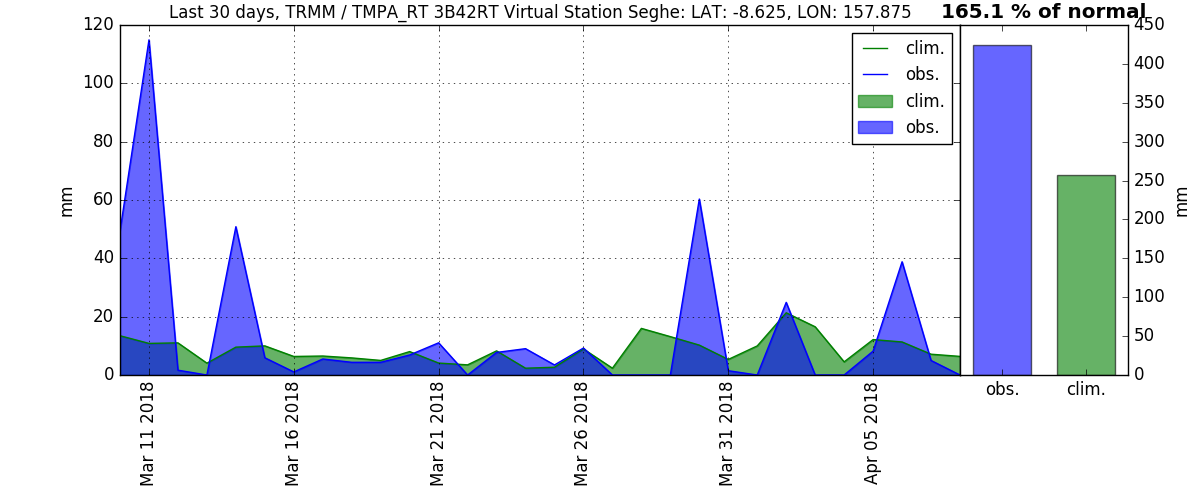 Last 30 days, TRMM / TMPA_RT 3B42RT Virtual Station Seghe: LAT: -8.625, LON: 157.875
165.1 % of normal
120
100
80
60
40
20
0
mm
clim.
obs.
clim.
obs.
Mar 11 2018
Mar 16 2018
Mar 21 2018
Mar 26 2018
Mar 31 2018
Apr 05 2018
450
400
350
300
250
200
150
100
50
0
mm
obs.
clim.